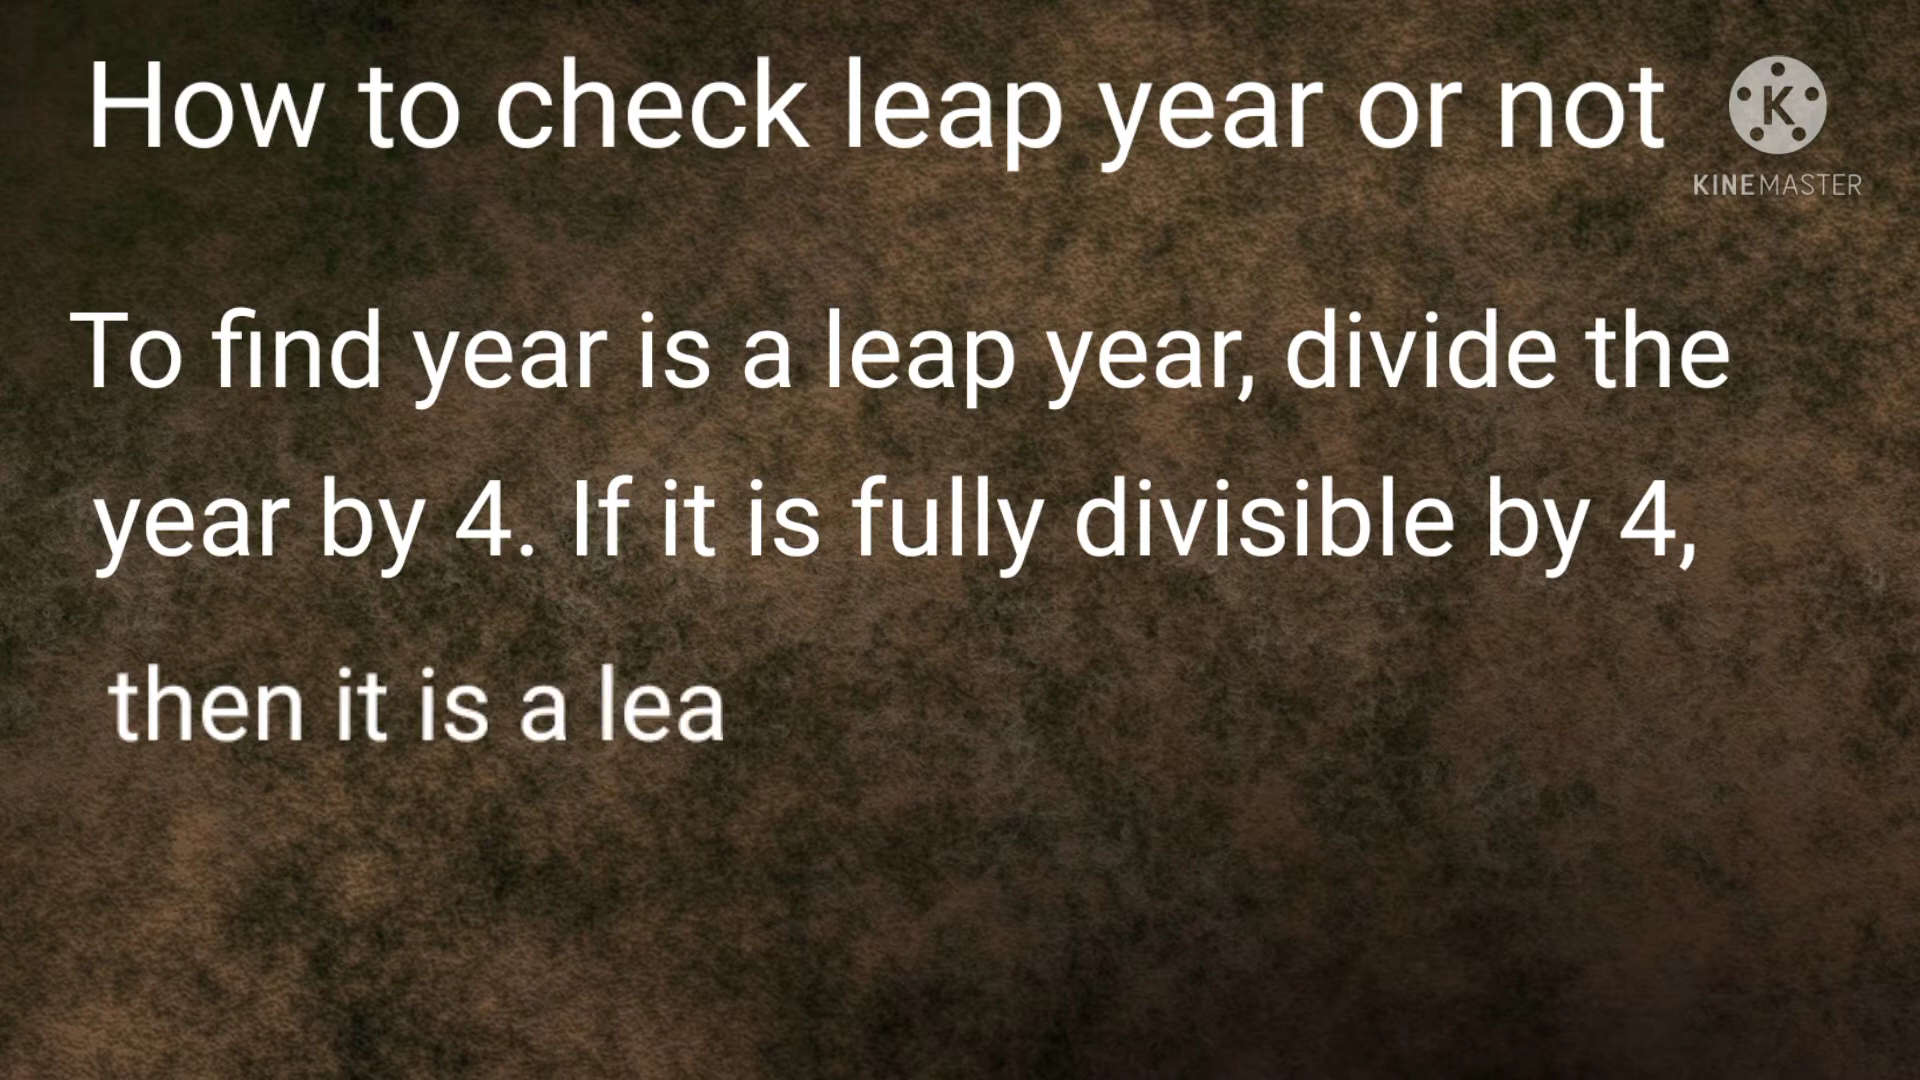 How to check leap year or not
K
KINEMASTER
To find year is a leap year, divide the
year by 4. If it is fully divisible by 4,
then it is a lea